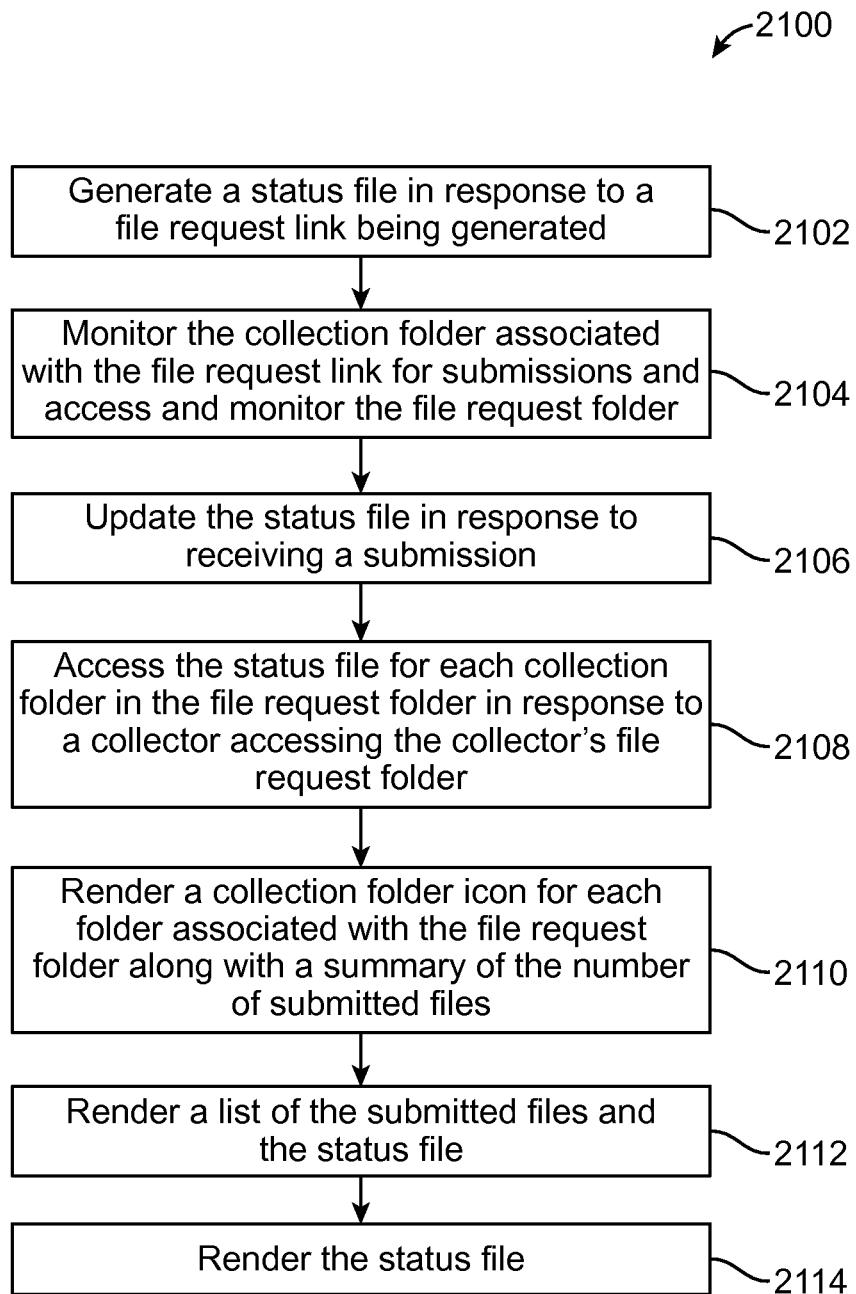 2100
Generate a status file in response to a
file request link being generated
2102
Monitor the collection folder associated
with the file request link for submissions and
access and monitor the file request folder
2104
Update the status file in response to
receiving a submission
2106
Access the status file for each collection
folder in the file request folder in response to
a collector accessing the collector's file
request folder
2108
Render a collection folder icon for each
folder associated with the file request
folder along with a summary of the number
of submitted files
2110
Render a list of the submitted files and
the status file
2112
Render the status file
2114